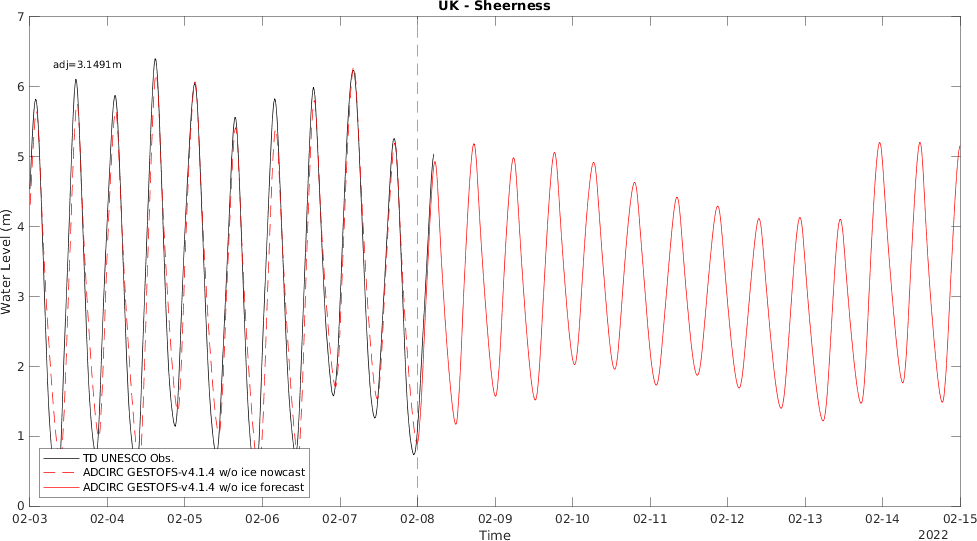 UK - Sheerness
adj=3.1491m
Water Level (m)
7
6
5
4
3
2
1
0
TD UNESCO Obs.
ADCIRC GESTOFS-v4.1.4 w/o ice nowcast
ADCIRC GESTOFS-v4.1.4 w/o ice forecast
02-03 02-04 02-05 02-06 02-07 02-08 02-09 02-10 02-11 02-12 02-13 02-14 02-15
Time
2022